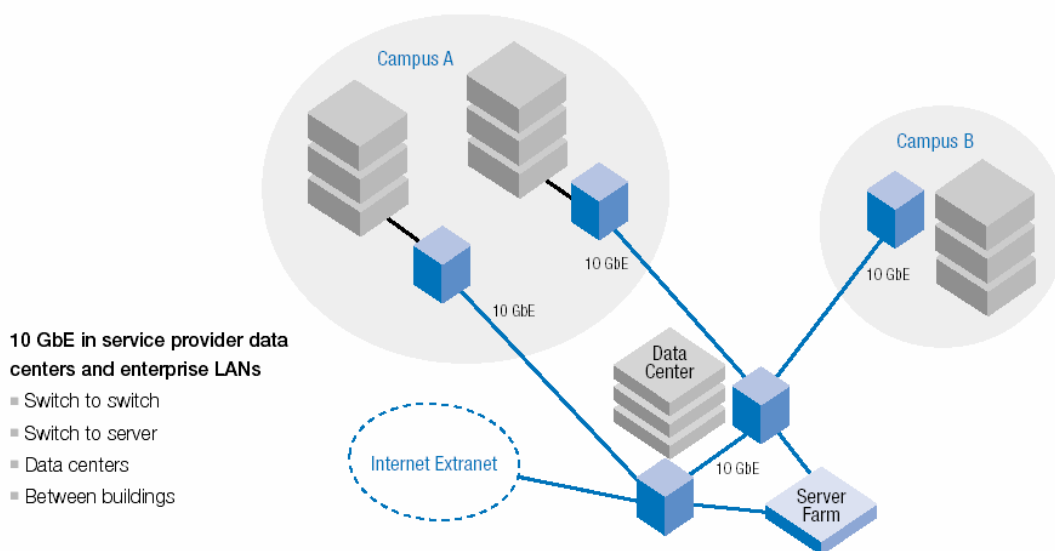 Campus A
Campus B
10 GbE
10 GbE
10 GbE
10 GbE in service provider data
centers and enterprise LANs
Switch to switch
Switch to server
Data centers
Between buildings
Data
Center
Internet Extranet
10 GbE
Server
Farm